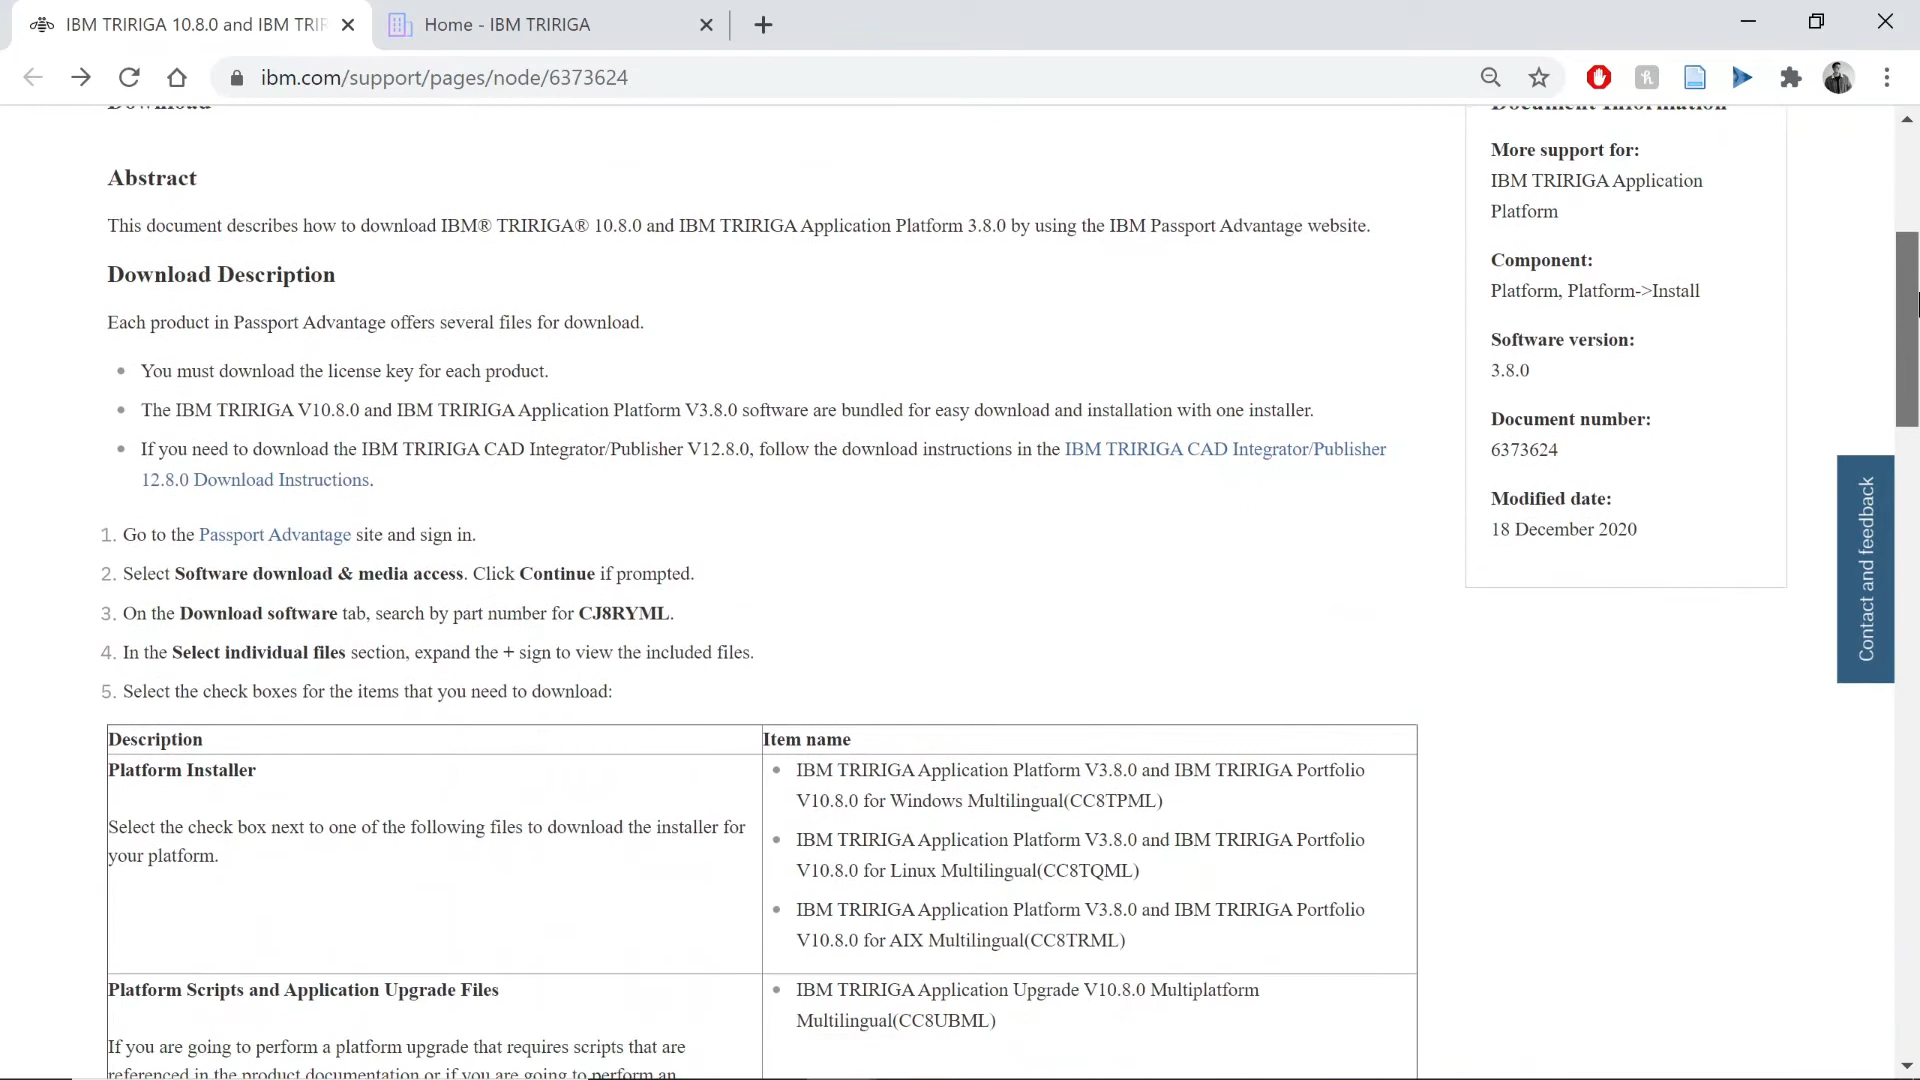 IBM TRIRIGA 10.8.0 and IBM TRIR
Home - IBM TRIRIGA
ibm.com/support/pages/node/6373624
Download
Abstract
This document describes how to download IBM® TRIRIGA® 10.8.0 and IBM TRIRIGA Application Platform 3.8.0 by using the IBM Passport Advantage website.
Download Description
Each product in Passport Advantage offers several files for download.
• You must download the license key for each product.
• The IBM TRIRIGA V10.8.0 and IBM TRIRIGA Application Platform V3.8.0 software are bundled for easy download and installation with one installer.
• If you need to download the IBM TRIRIGA CAD Integrator/Publisher V12.8.0, follow the download instructions in the IBM TRIRIGA CAD Integrator/Publisher
12.8.0 Download Instructions.
1. Go to the Passport Advantage site and sign in.
2. Select Software download & media access. Click Continue if prompted.
3. On the Download software tab, search by part number for CJ8RYML.
4. In the Select individual files section, expand the + sign to view the included files.
5. Select the check boxes for the items that you need to download:
Description
Item name
Platform Installer
Select the check box next to one of the following files to download the installer for
your platform.
• IBM TRIRIGA Application Platform V3.8.0 and IBM TRIRIGA Portfolio
V10.8.0 for Windows Multilingual(CC8TPML)
• IBM TRIRIGA Application Platform V3.8.0 and IBM TRIRIGA Portfolio
V10.8.0 for Linux Multilingual(CC8TQML)
• IBM TRIRIGA Application Platform V3.8.0 and IBM TRIRIGA Portfolio
V10.8.0 for AIX Multilingual(CC8TRML)
Platform Scripts and Application Upgrade Files
If you are going to perform a platform upgrade that requires scripts that are
referenced in the product documentation or if you are going to perform an
• IBM TRIRIGA Application Upgrade V10.8.0 Multiplatform
Multilingual(CC8UBML)
Document Information
More support for:
IBM TRIRIGA Application
Platform
Component:
Platform, Platform->Install
Software version:
3.8.0
Document number:
6373624
Modified date:
18 December 2020
Contact and feedback